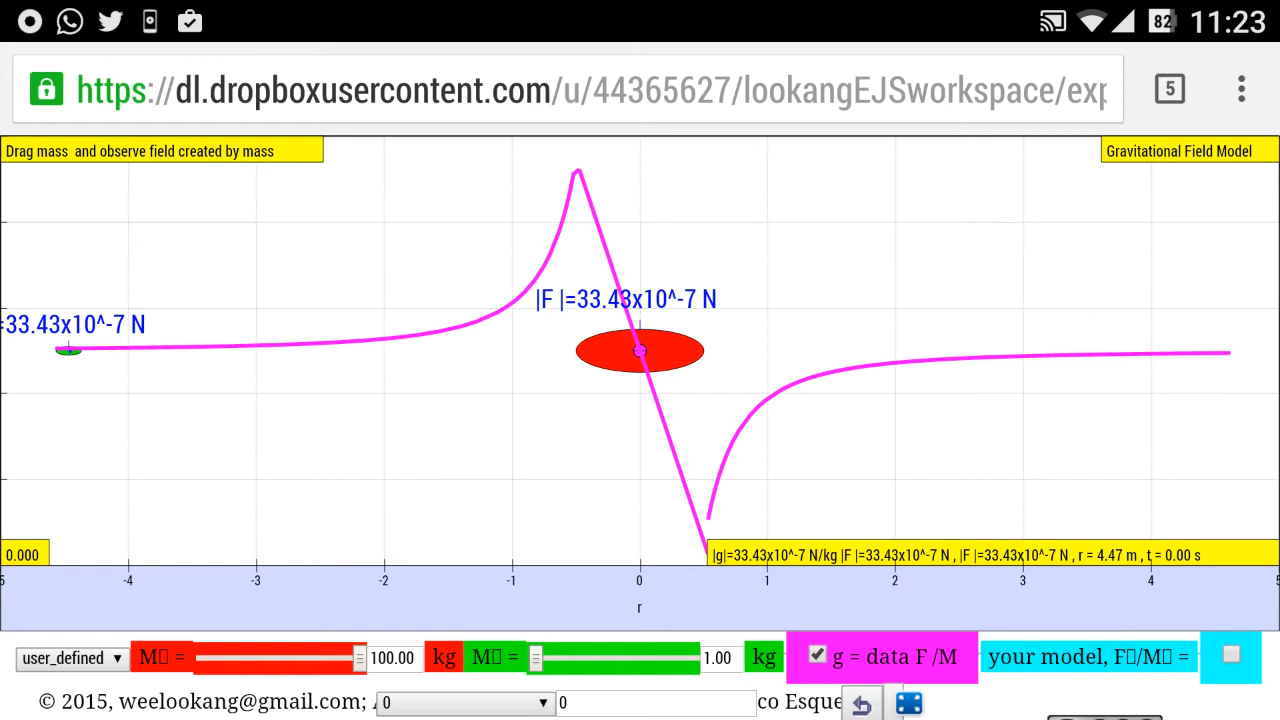 82 11:23
https://dl.dropboxusercontent.com/u/44365627/lookangEJSworkspace/exp
5
Drag mass and observe field created by mass
Gravitational Field Model
|F |=33.43x10^-7 N
=33.43x10^-7 N
0.000
|g|=33.43x10^-7 N/kg |F |=33.43x10^-7 N , |F |=33.43x10^-7 N , r = 4.47 m , t = 0.00 s
5 -4 -3 -2 -1 0 1 2 3 4 5
r
user_defined M▯ = 100.00 kg M▯ = 1.00 kg g = data F /M your model, F▯/M▯ =
© 2015, weelookang@gmail.com; 0 0 co Esque